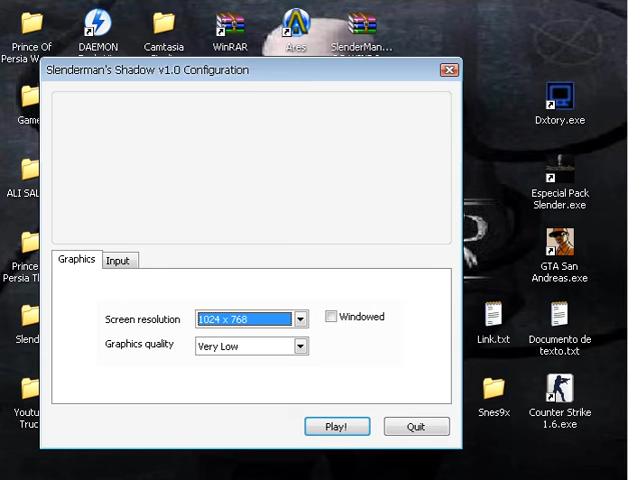 Prince Of
Persia W...
DAEMON
Camtasia
WinRAR
Ares
SlenderMan...
Slenderman's Shadow v1.0 Configuration
Game
Dxtory.exe
ALI SAL
Especial Pack
Slender.exe
Graphics
Input
Prince
Persia Th
GTA San
Andreas.exe
Screen resolution
1024 x 768
Windowed
Graphics quality
Very Low
Slend
Link.txt
Documento de
texto.txt
Youtu
Truc
Play!
Quit
Snes9x
Counter Strike
1.6.exe